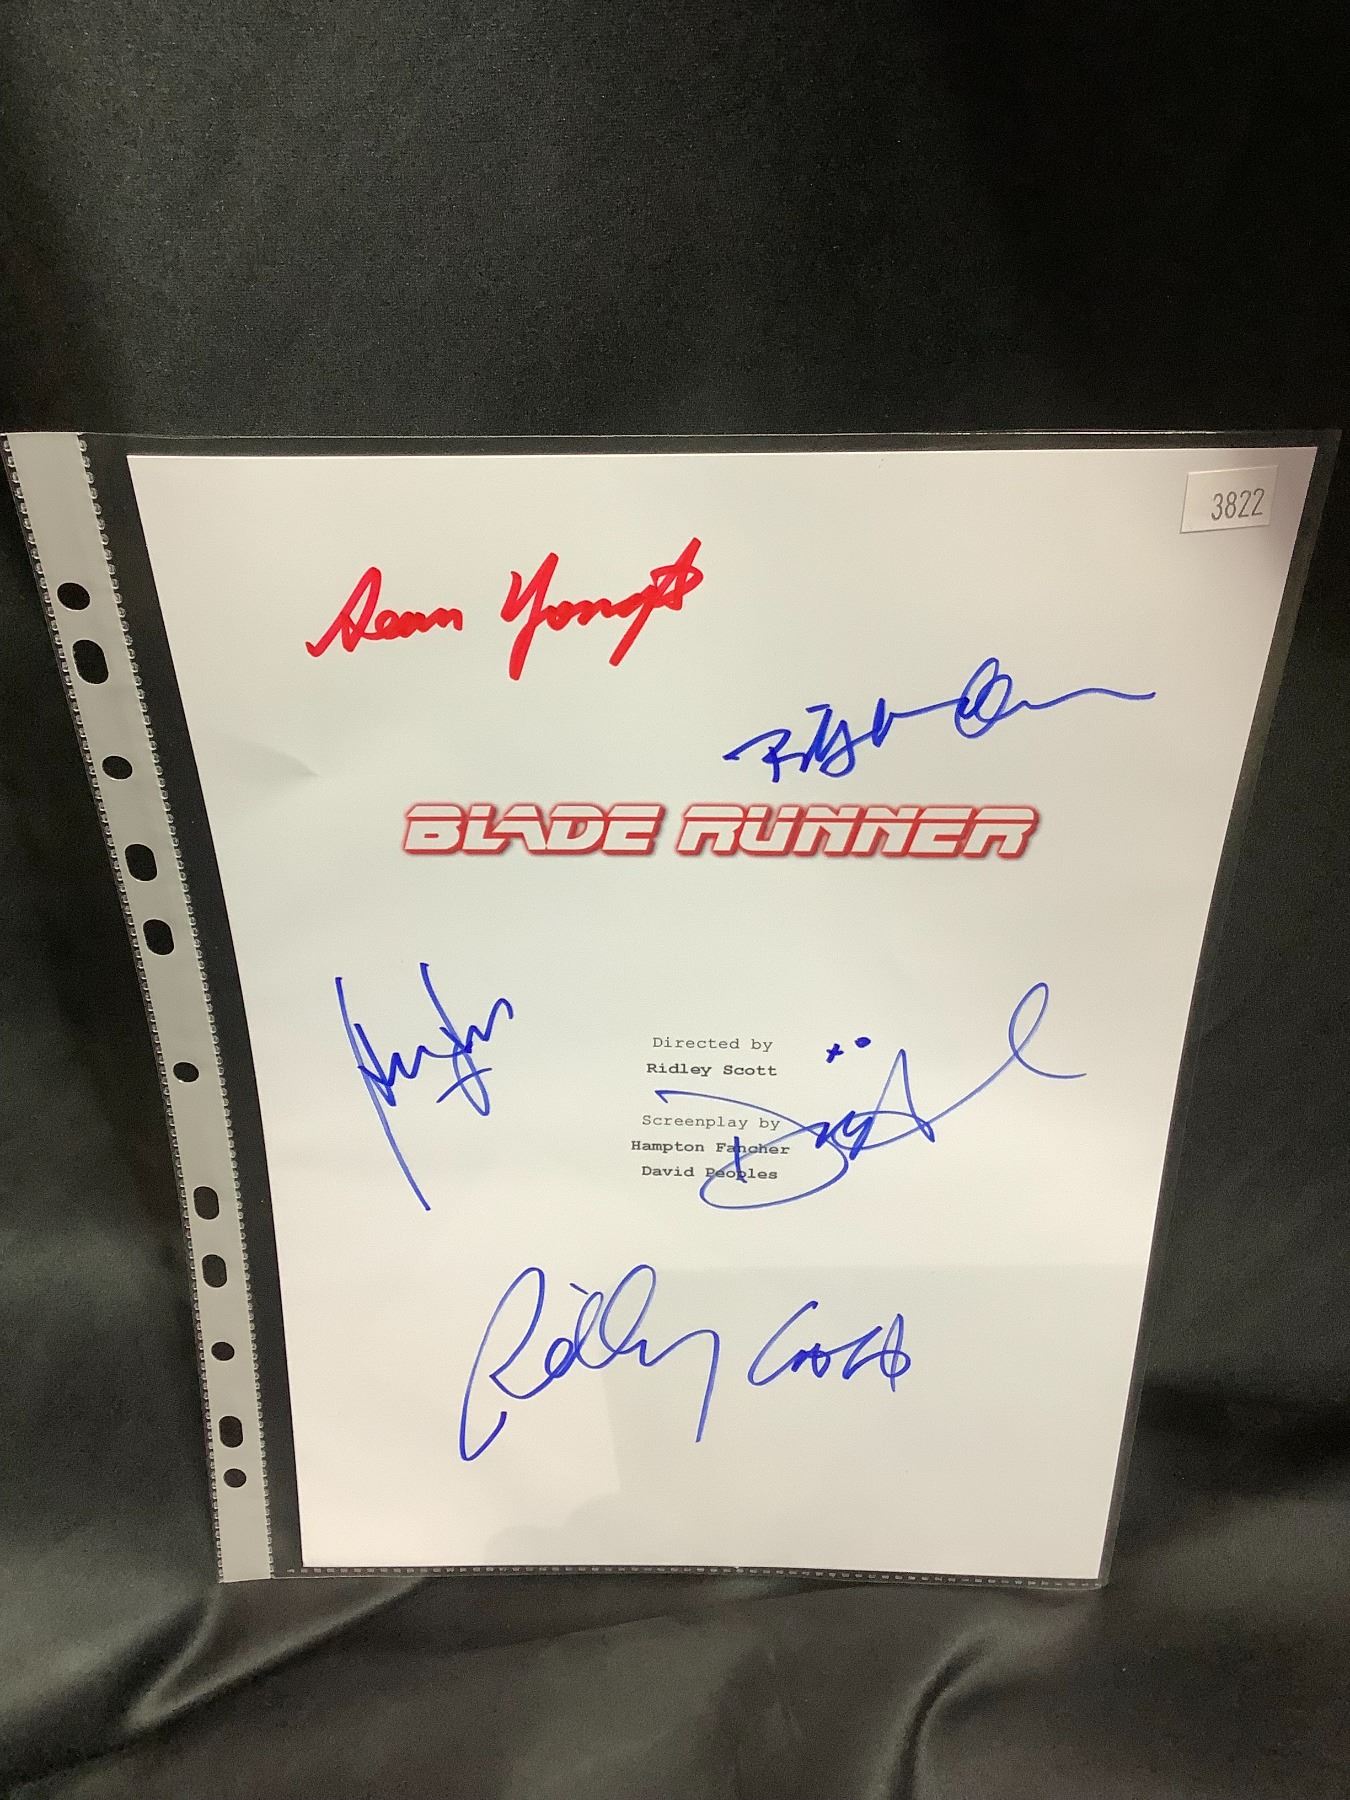 3822
Sean Young
BLADE RUNNER
Directed by
Ridley Scott
Screenplay by
Hampton Fancher
David Peoples
Ridley Scott